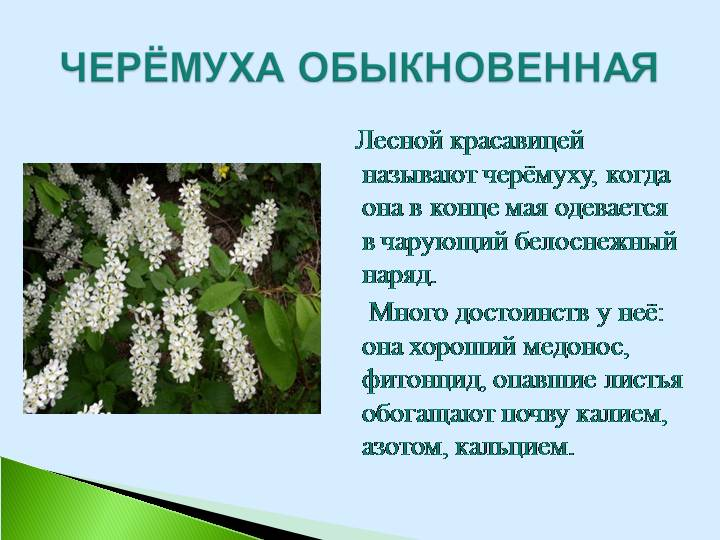 ЧЕРЁМУХА ОБЫКНОВЕННАЯ
Лесной красавицей
называют черёмуху, когда
она в конце мая одевается
в чарующий белоснежный
наряд.
Много достоинств у неё:
она хороший медонос,
фитонцид, опавшие листья
обогащают почву калием,
азотом, кальцием.